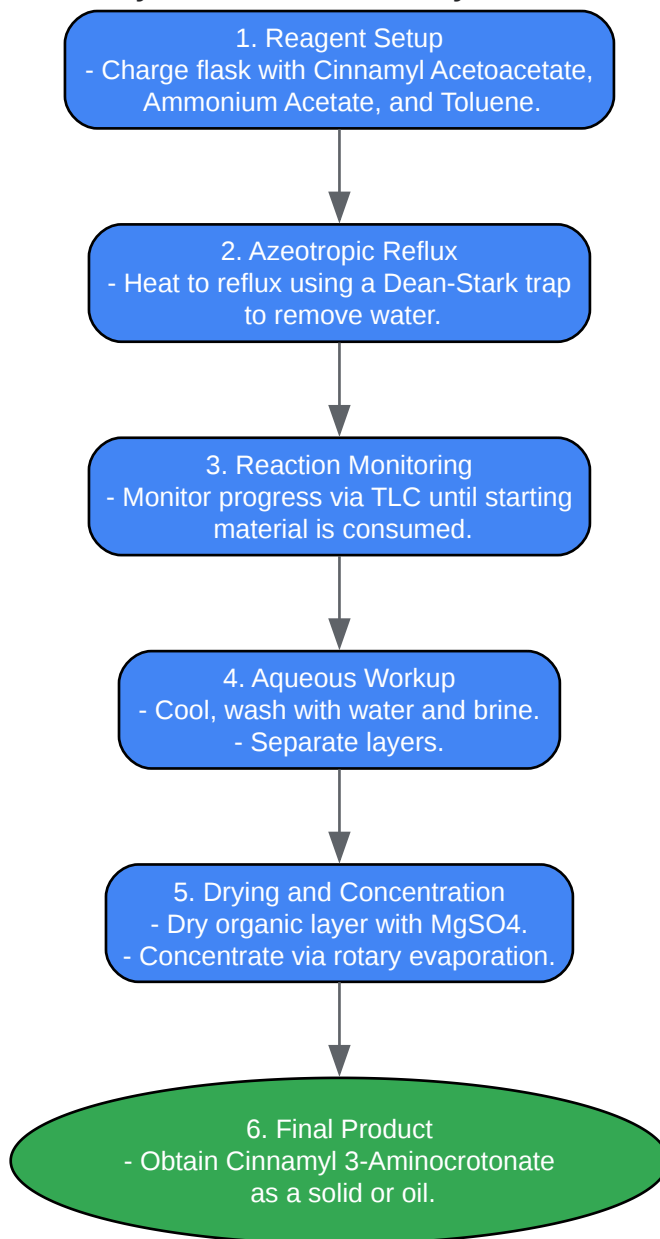 1. Reagent Setup
- Charge flask with Cinnamyl Acetoacetate,
Ammonium Acetate, and Toluene.
2. Azeotropic Reflux
- Heat to reflux using a Dean-Stark trap
to remove water.
3. Reaction Monitoring
- Monitor progress via TLC until starting
material is consumed.
4. Aqueous Workup
- Cool, wash with water and brine.
- Separate layers.
5. Drying and Concentration
- Dry organic layer with MgSO4.
- Concentrate via rotary evaporation.
6. Final Product
- Obtain Cinnamyl 3-Aminocrotonate
as a solid or oil.